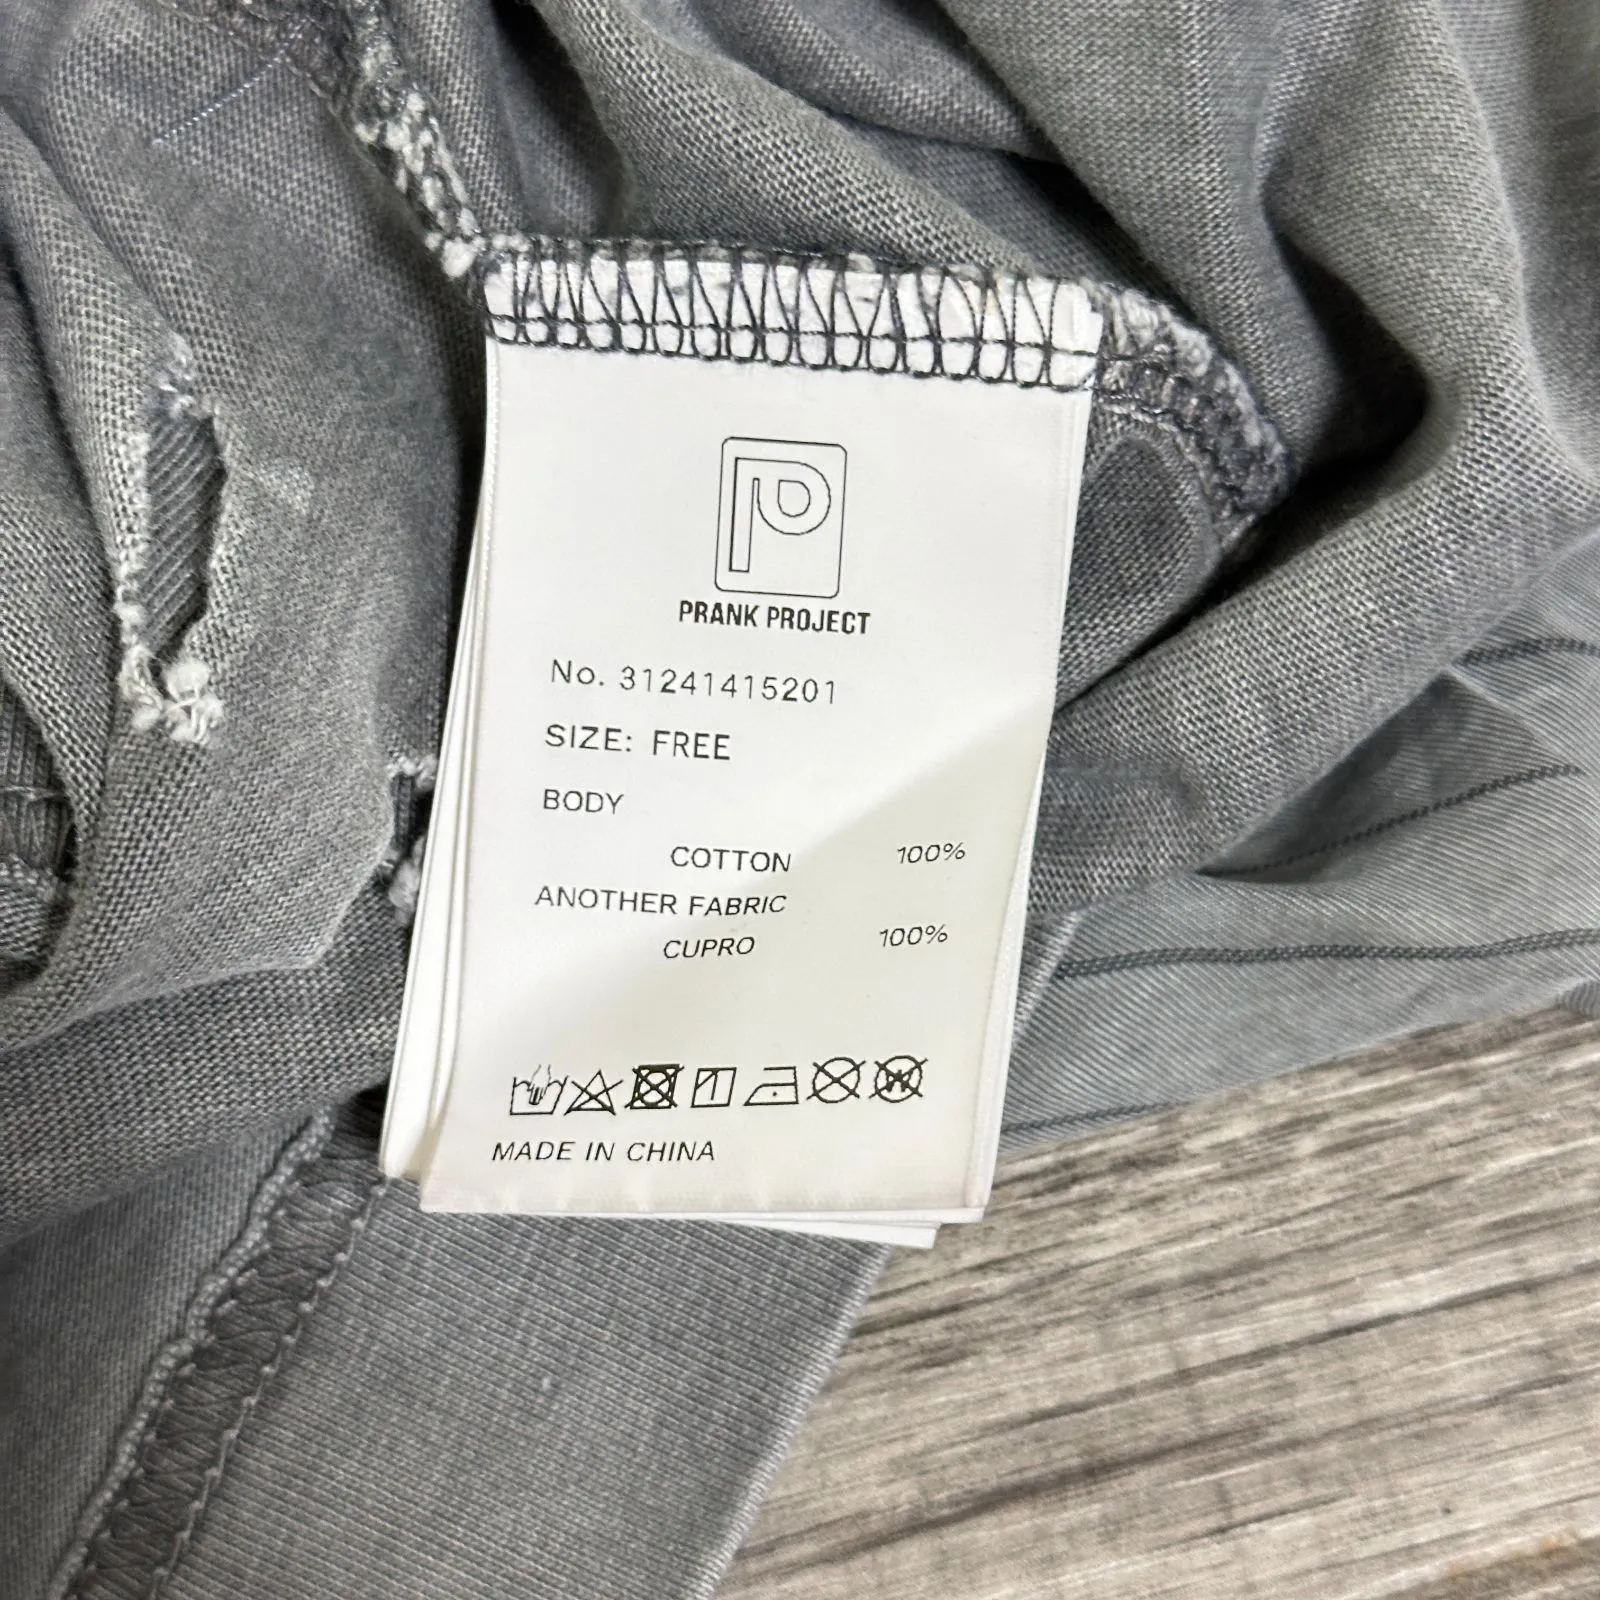 PRANK PROJECT
No. 31241415201
SIZE: FREE
BODY
COTTON 100%
ANOTHER FABRIC
CUPRO 100%
MADE IN CHINA